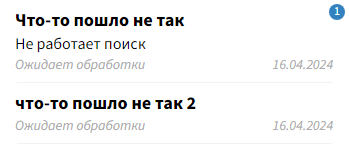 Что-то пошло не так 1
Не работает поиск
Ожидает обработки 16.04.2024
что-то пошло не так 2
Ожидает обработки 16.04.2024